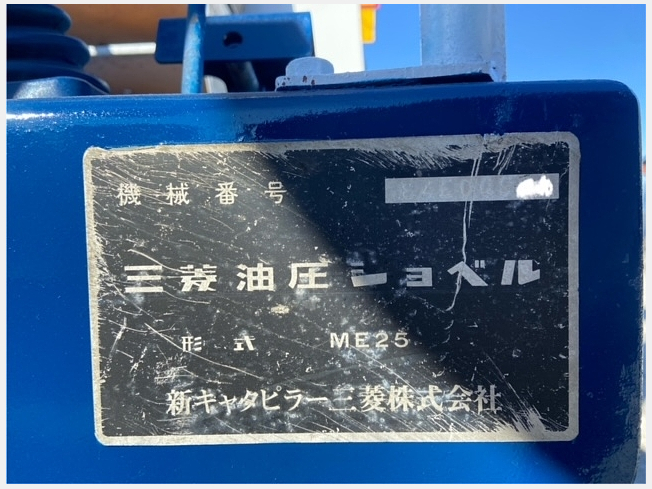 機械番号
三菱油圧ショベル
形式 ME25
新キャタピラー三菱株式会社